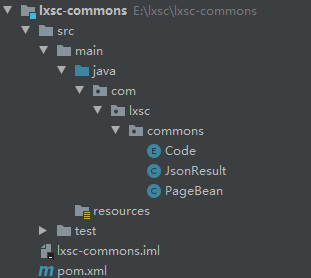 lxsc-commons E:\lxsc\lxsc-commons
src
main
java
com
lxsc
commons
E Code
C JsonResult
C PageBean
resources
test
lxsc-commons.iml
m pom.xml